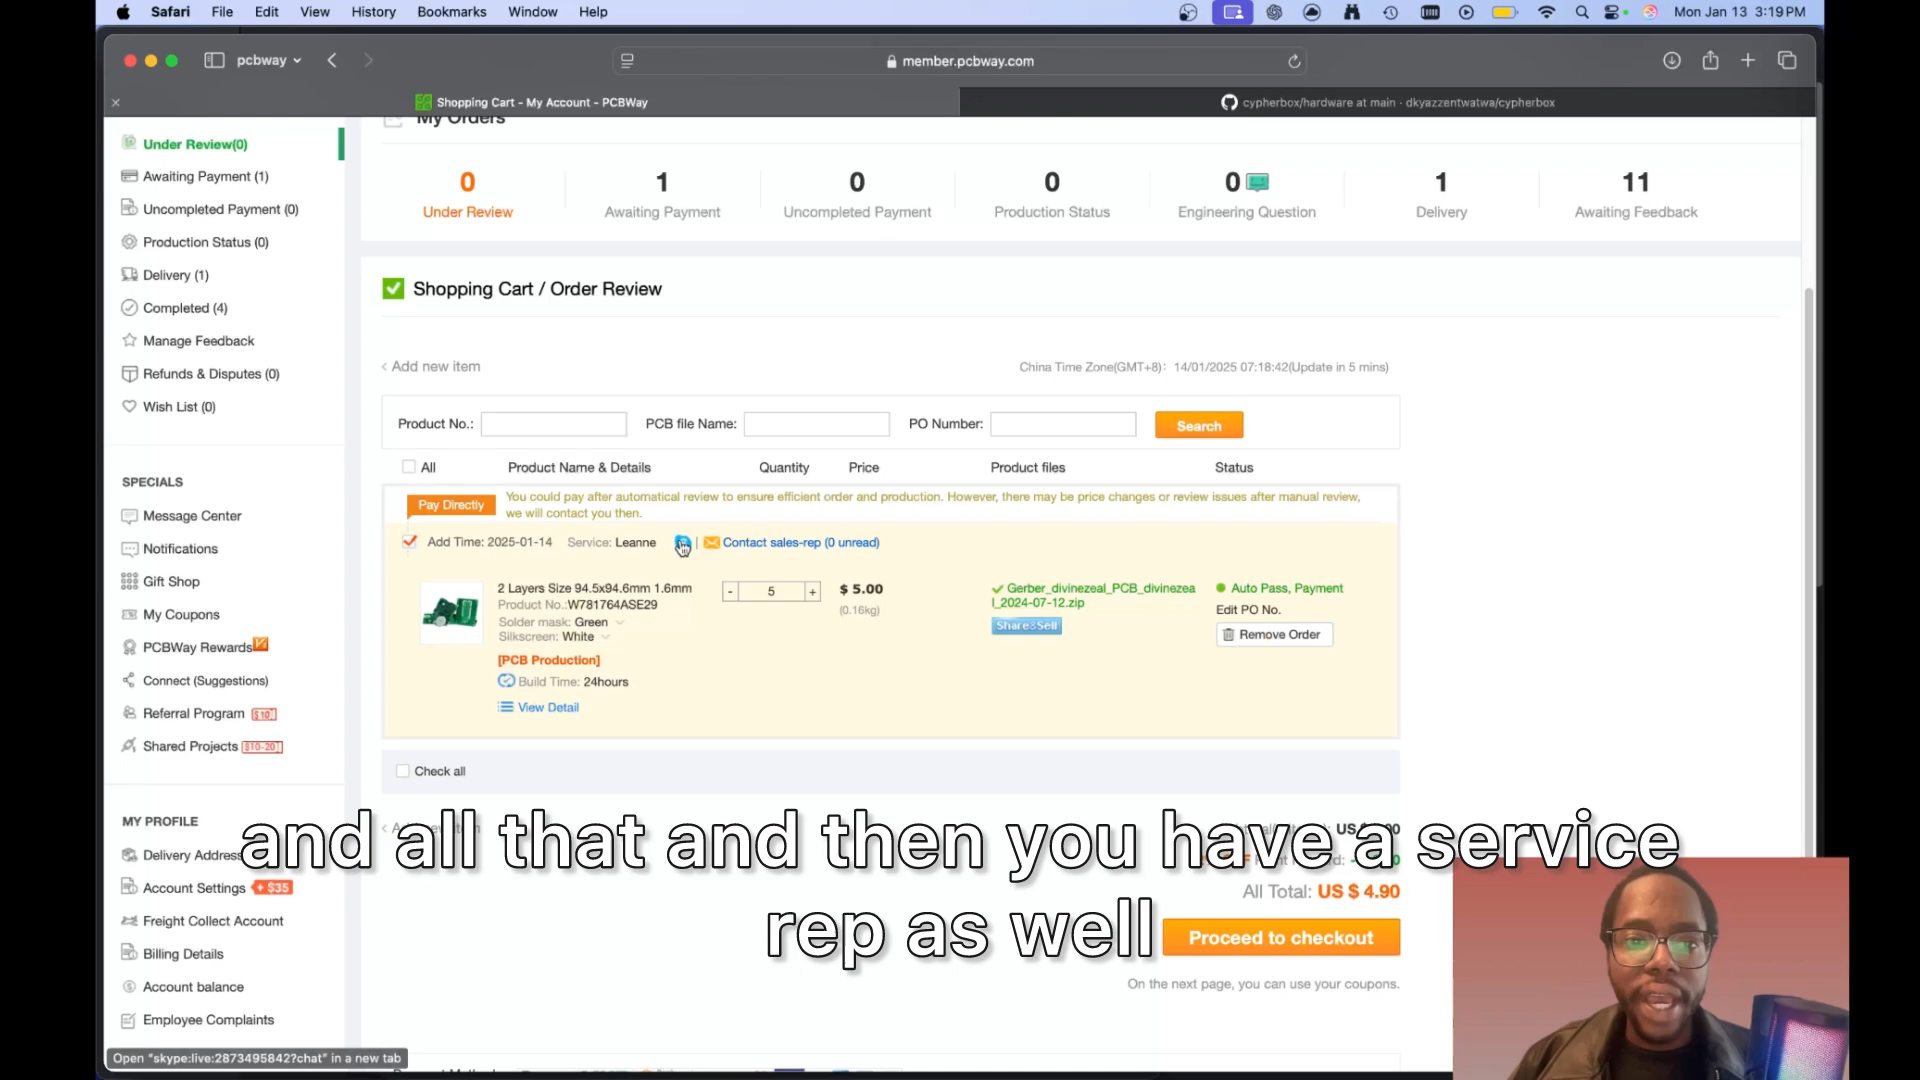 Safari File Edit View History Bookmarks Window Help Mon Jan 13 3:19 PM
pcbway member.pcbway.com
Shopping Cart - My Account - PCBWay cypherbox/hardware at main · dkyazzentwatwa/cypherbox
My Orders
Under Review(0)
Awaiting Payment (1)
Uncompleted Payment (0)
Production Status (0)
Delivery (1)
Completed (4)
Manage Feedback
Refunds & Disputes (0)
Wish List (0)
SPECIALS
Message Center
Notifications
Gift Shop
My Coupons
PCBWay Rewards
Connect (Suggestions)
Referral Program $10
Shared Projects $10-20
MY PROFILE
Delivery Address
Account Settings + $35
Freight Collect Account
Billing Details
Account balance
Employee Complaints
Open "skype:live:2873495842?chat" in a new tab
0 1 0 0 0 1 11
Under Review Awaiting Payment Uncompleted Payment Production Status Engineering Question Delivery Awaiting Feedback
Shopping Cart / Order Review
‹ Add new item China Time Zone(GMT+8): 14/01/2025 07:18:42(Update in 5 mins)
Product No.: PCB file Name: PO Number: Search
All Product Name & Details Quantity Price Product files Status
Pay Directly You could pay after automatical review to ensure efficient order and production. However, there may be price changes or review issues after manual review,
we will contact you then.
Add Time: 2025-01-14 Service: Leanne | Contact sales-rep (0 unread)
2 Layers Size 94.5x94.6mm 1.6mm - 5 + $ 5.00 Gerber_divinezeal_PCB_divinezea Auto Pass, Payment
Product No.:W781764ASE29 (0.16kg) l_2024-07-12.zip Edit PO No.
Solder mask: Green Share&Sell Remove Order
Silkscreen: White
[PCB Production]
Build Time: 24hours
View Detail
Check all
and all that and then you have a service
rep as well
All Total: US $ 4.90
Proceed to checkout
On the next page, you can use your coupons.